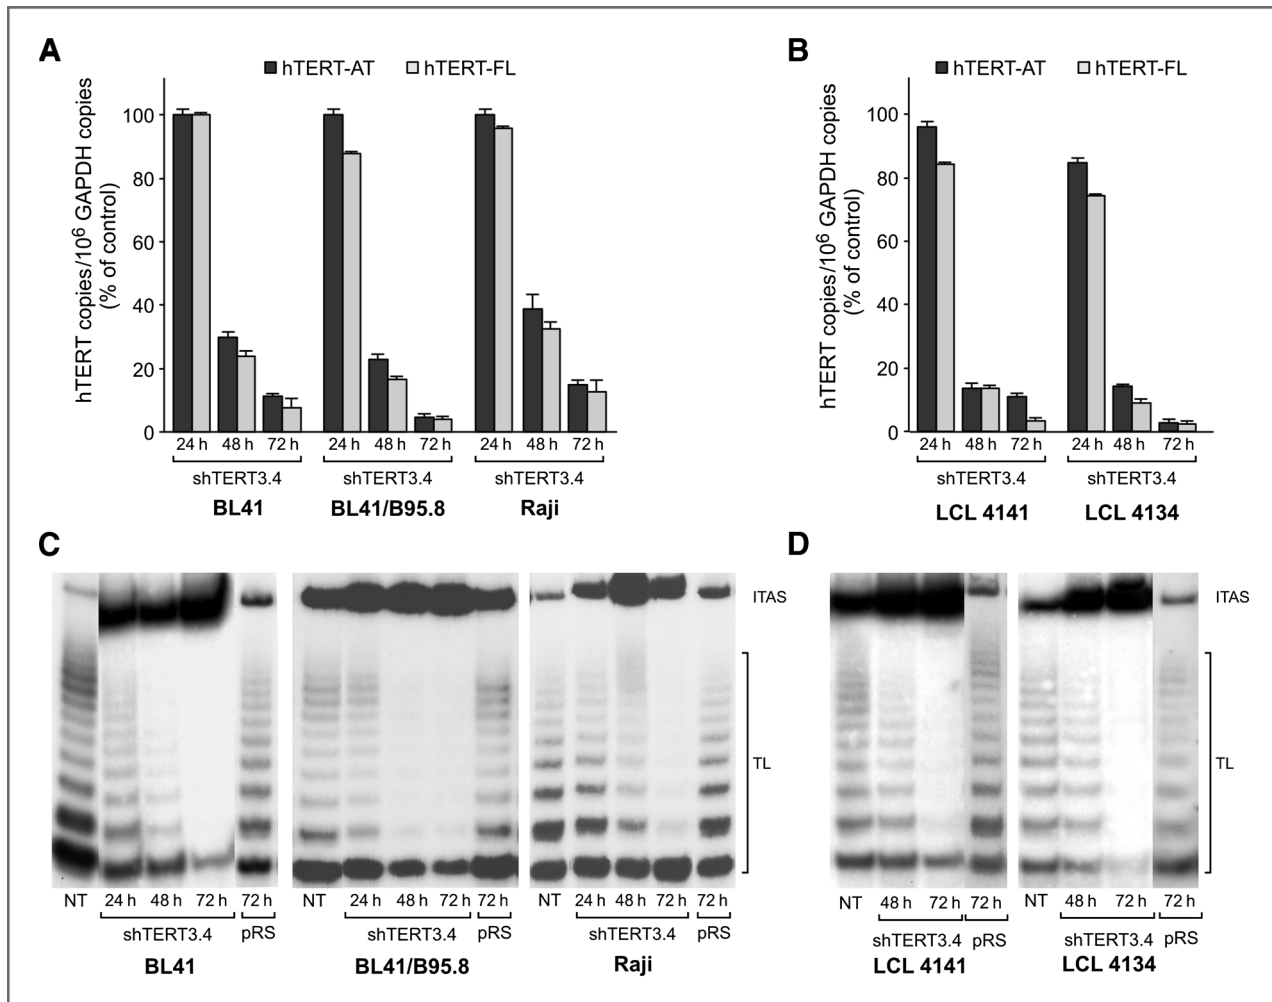 A
hTERT-AT hTERT-FL
hTERT copies/10⁶ GAPDH copies
(% of control)
100
80
60
40
20
0
24 h 48 h 72 h 24 h 48 h 72 h 24 h 48 h 72 h
shTERT3.4 shTERT3.4 shTERT3.4
BL41 BL41/B95.8 Raji
B
hTERT-AT hTERT-FL
hTERT copies/10⁶ GAPDH copies
(% of control)
100
80
60
40
20
0
24 h 48 h 72 h 24 h 48 h 72 h
shTERT3.4 shTERT3.4
LCL 4141 LCL 4134
C
ITAS
TL
NT 24 h 48 h 72 h 72 h NT 24 h 48 h 72 h 72 h NT 24 h 48 h 72 h 72 h
shTERT3.4 pRS shTERT3.4 pRS shTERT3.4 pRS
BL41 BL41/B95.8 Raji
D
ITAS
TL
NT 48 h 72 h 72 h NT 48 h 72 h 72 h
shTERT3.4 pRS shTERT3.4 pRS
LCL 4141 LCL 4134